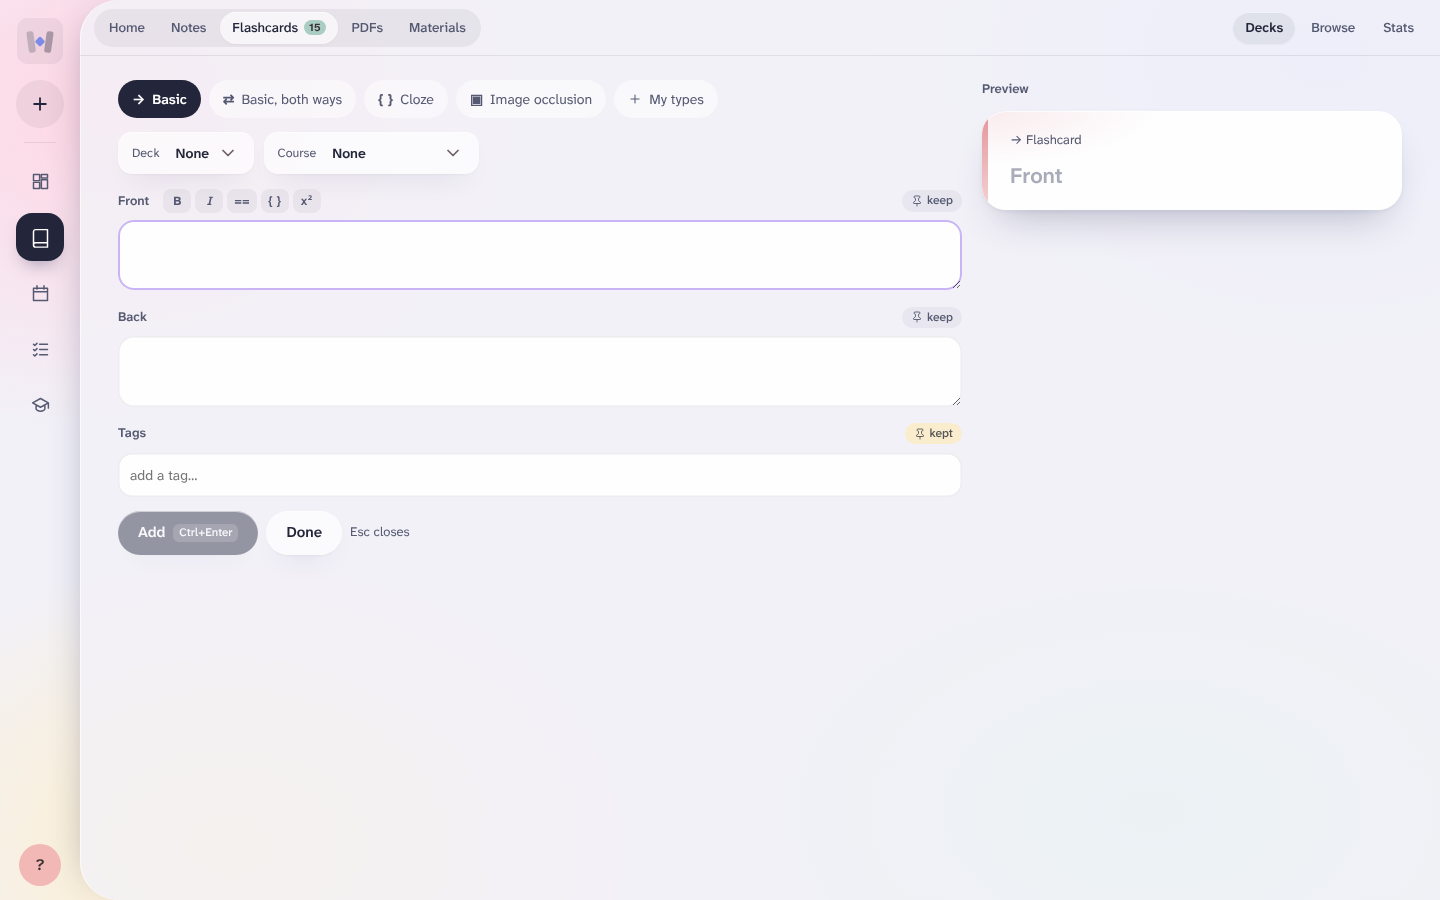 Home Notes Flashcards 15 PDFs Materials Decks Browse Stats
→ Basic ⇄ Basic, both ways { } Cloze ▣ Image occlusion + My types
Preview
Deck None Course None
→ Flashcard
Front
Front B I == { } x² keep
Back keep
Tags kept
add a tag...
Add Ctrl+Enter Done Esc closes
?